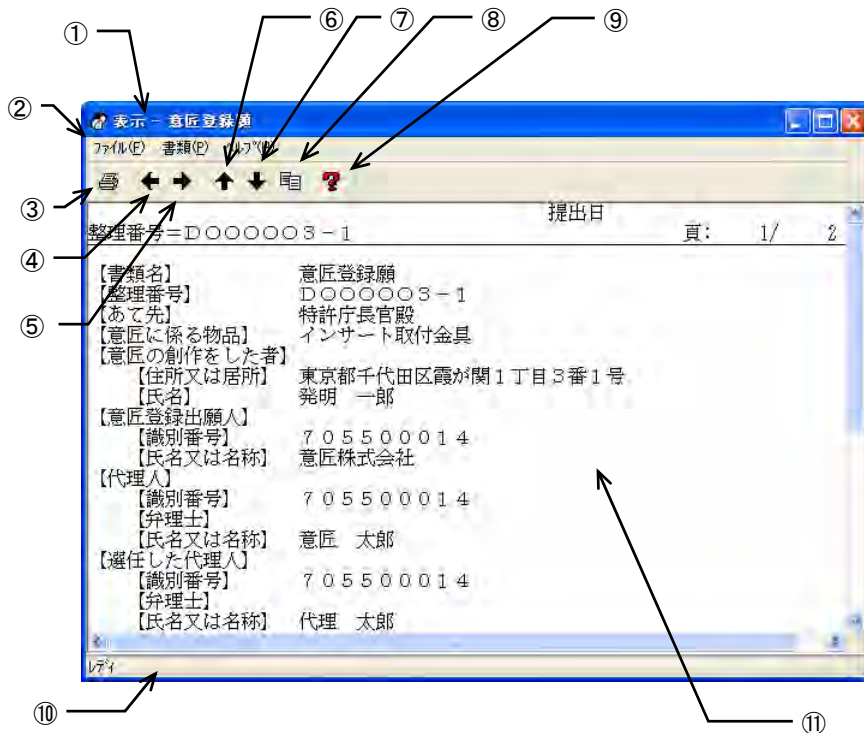 ⑥ ⑦ ⑧ ⑨
①
②
表示 - 意匠登録願
ファイル(F) 書類(P) ヘルプ(H)
③
④
⑤
提出日
整理番号=D000003-1 頁: 1/ 2
【書類名】 意匠登録願
【整理番号】 D000003-1
【あて先】 特許庁長官殿
【意匠に係る物品】 インサート取付金具
【意匠の創作をした者】
【住所又は居所】 東京都千代田区霞が関1丁目3番1号
【氏名】 発明 一郎
【意匠登録出願人】
【識別番号】 705500014
【氏名又は名称】 意匠株式会社
【代理人】
【識別番号】 705500014
【弁理士】
【氏名又は名称】 意匠 太郎
【選任した代理人】
【識別番号】 705500014
【弁理士】
【氏名又は名称】 代理 太郎
レディ
⑩ ⑪